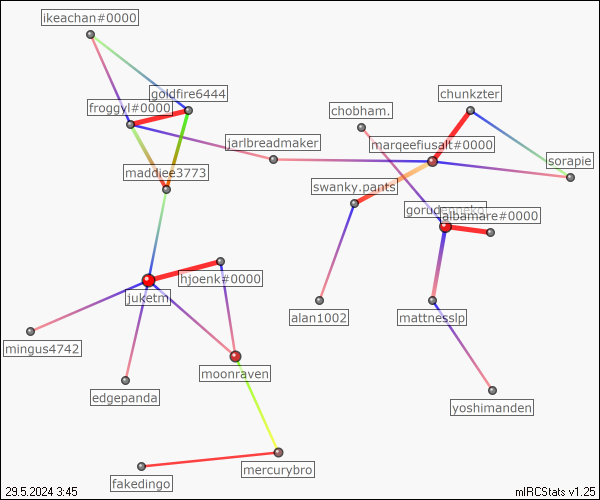 ikeachan#0000
goldfire6444
chunkzter
froggyl#0000
chobham.
jarlbreadmaker
marqeefiusalt#0000
sorapie
maddiee3773
swanky.pants
albamare#0000
hjoenk#0000
juketm
alan1002
mattnesslp
mingus4742
moonraven
edgepanda
yoshimanden
mercurybro
fakedingo
29.5.2024 3:45
mIRCStats v1.25